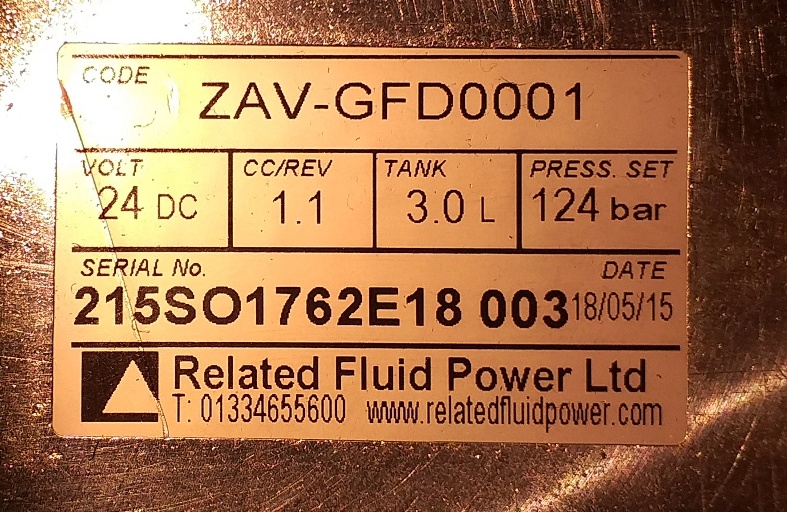 CODE
ZAV-GFD0001
VOLT CC/REV TANK PRESS. SET
24 DC 1.1 3.0 L 124 bar
SERIAL No. DATE
215SO1762E18 003 18/05/15
Related Fluid Power Ltd
T: 01334655600 www.relatedfluidpower.com